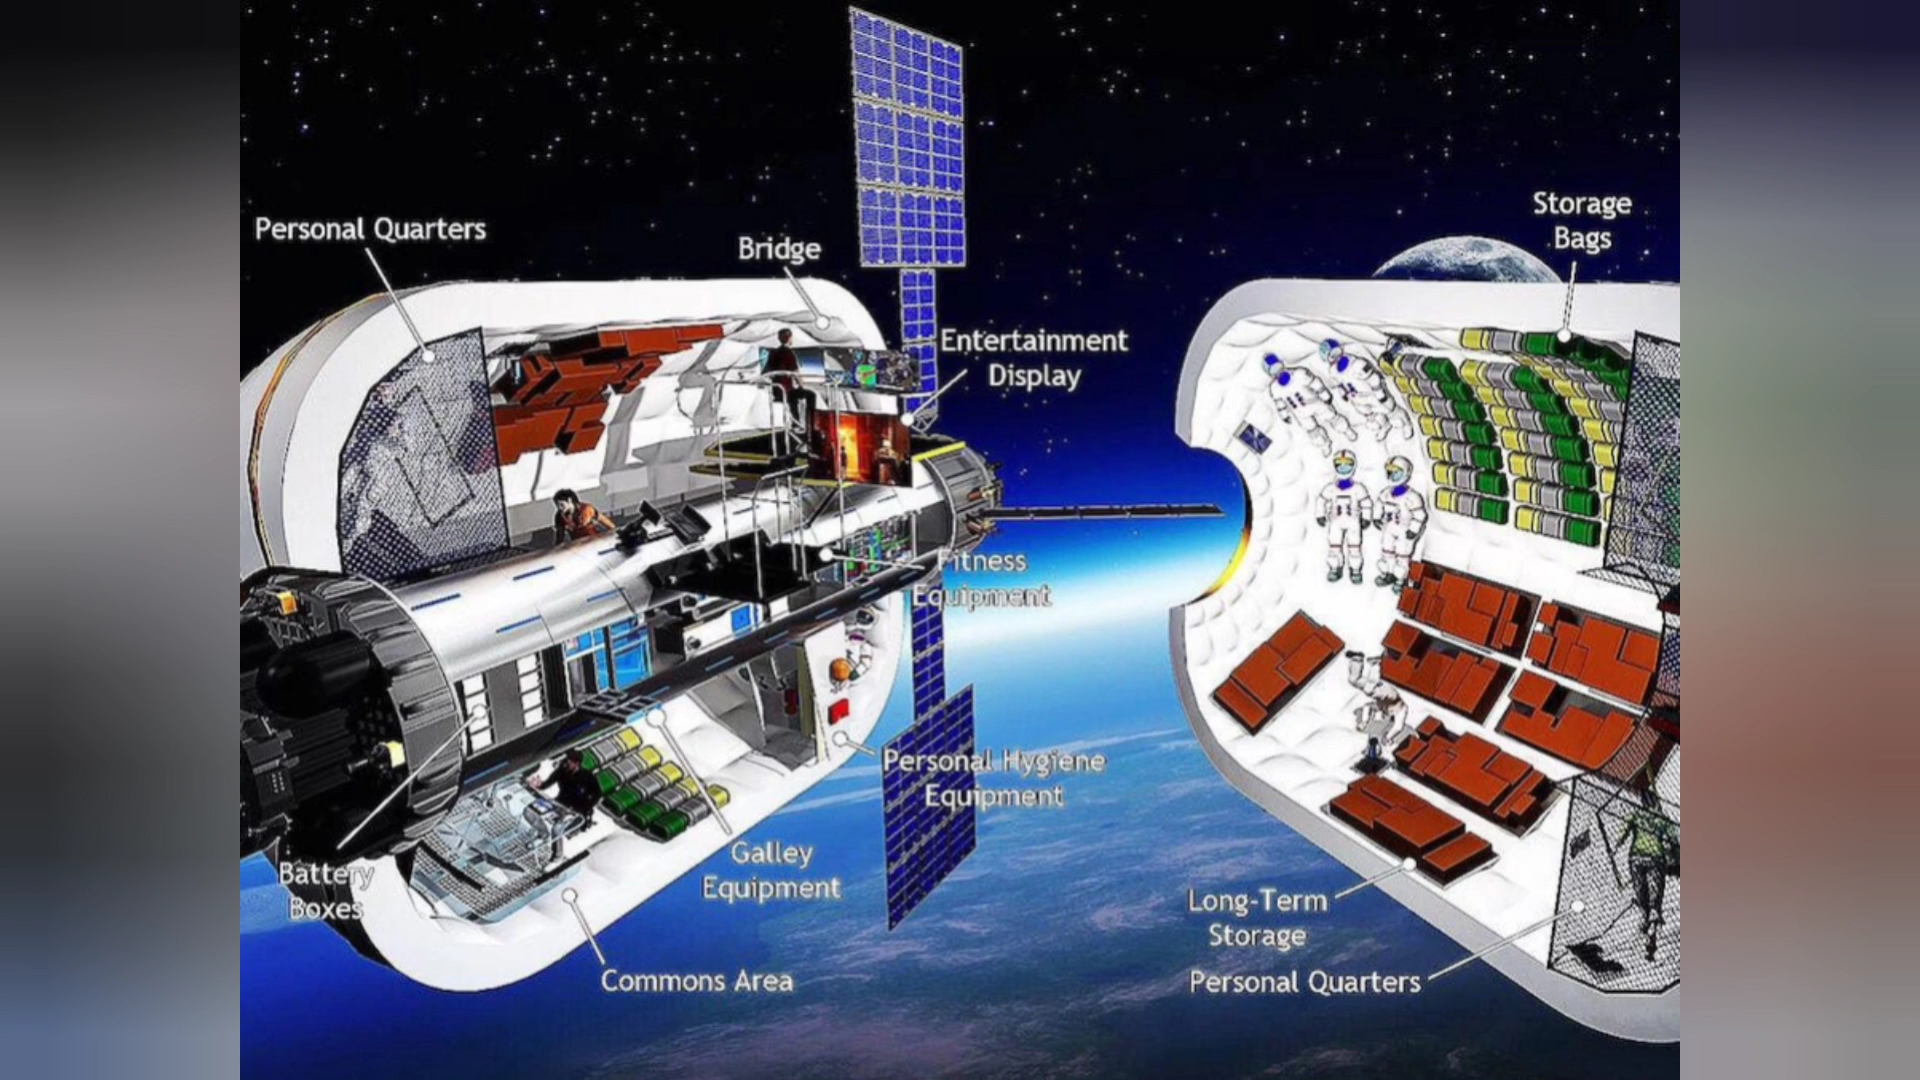 Storage
Bags
Personal Quarters
Bridge
Entertainment
Display
Fitness
Equipment
Personal Hygiene
Equipment
Galley
Equipment
Battery
Boxes
Long-Term
Storage
Commons Area
Personal Quarters